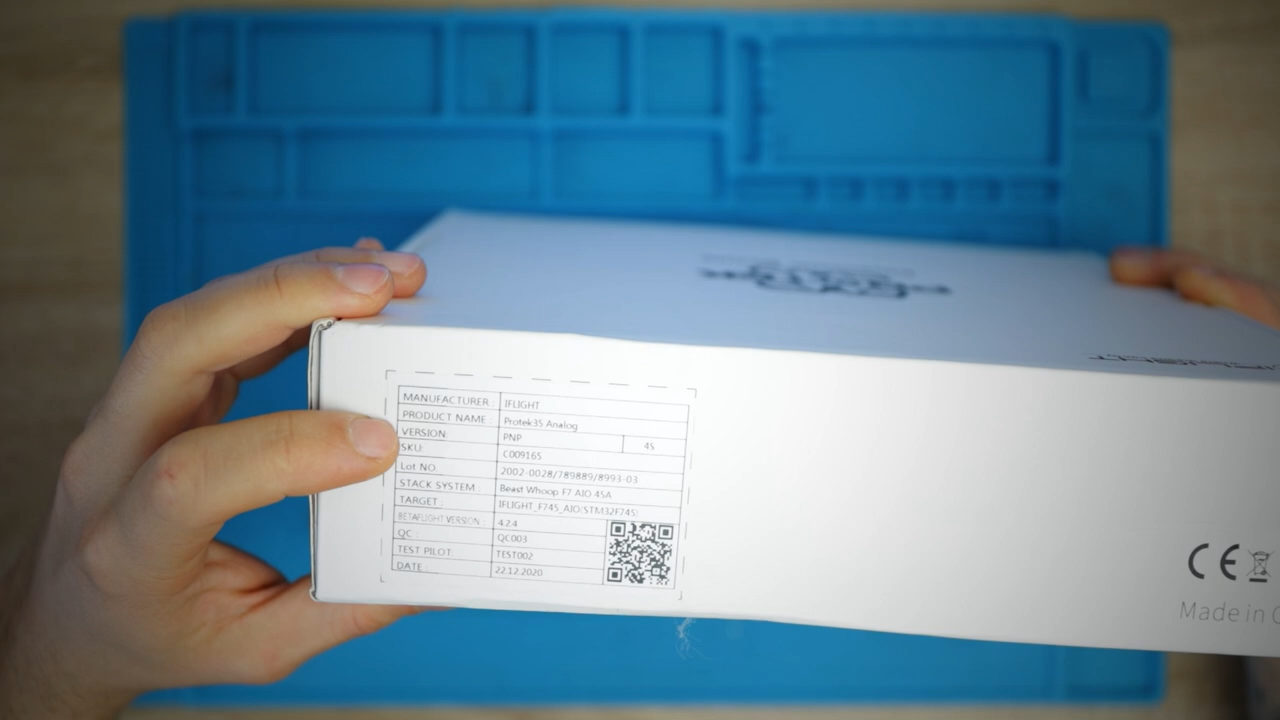 MANUFACTURER : IFLIGHT
PRODUCT NAME : Protek35 Analog
VERSION: PNP 4S
SKU: C009165
Lot NO. 2002-0028/789889/8993-03
STACK SYSTEM : Beast Whoop F7 AIO 45A
TARGET : IFLIGHT_F745_AIO(STM32F745)
BETAFLIGHT VERSION : 4.2.4
QC : QC003
TEST PILOT TEST002
DATE : 22.12.2020
CE
Made in